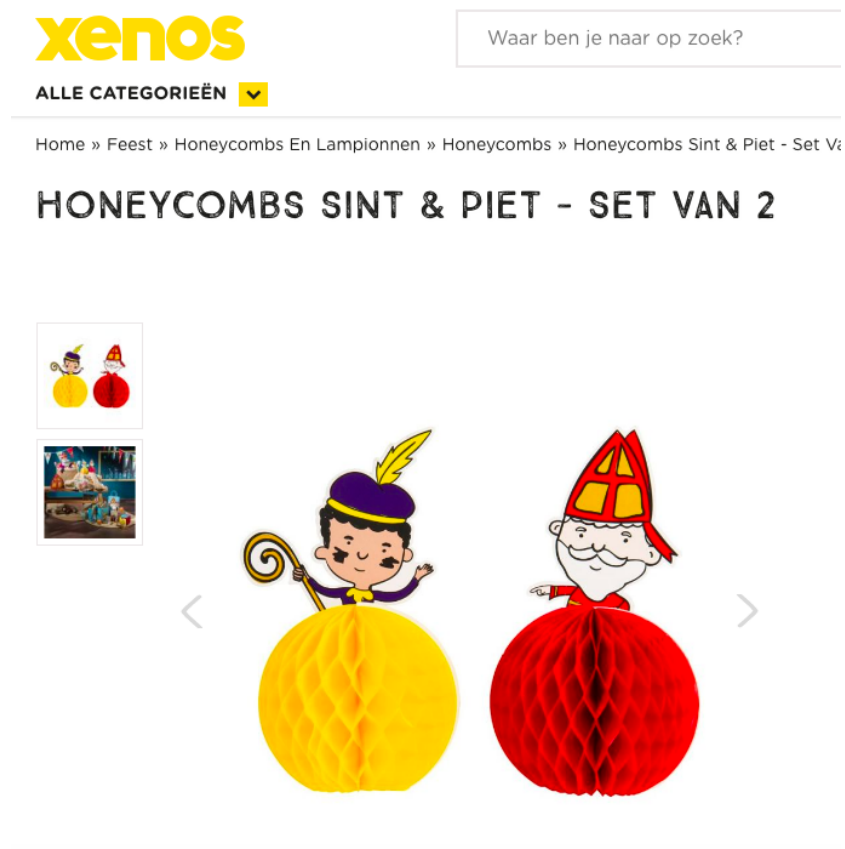 xenos
Waar ben je naar op zoek?
ALLE CATEGORIEËN
Home » Feest » Honeycombs En Lampionnen » Honeycombs » Honeycombs Sint & Piet - Set Va
HONEYCOMBS SINT & PIET - SET VAN 2